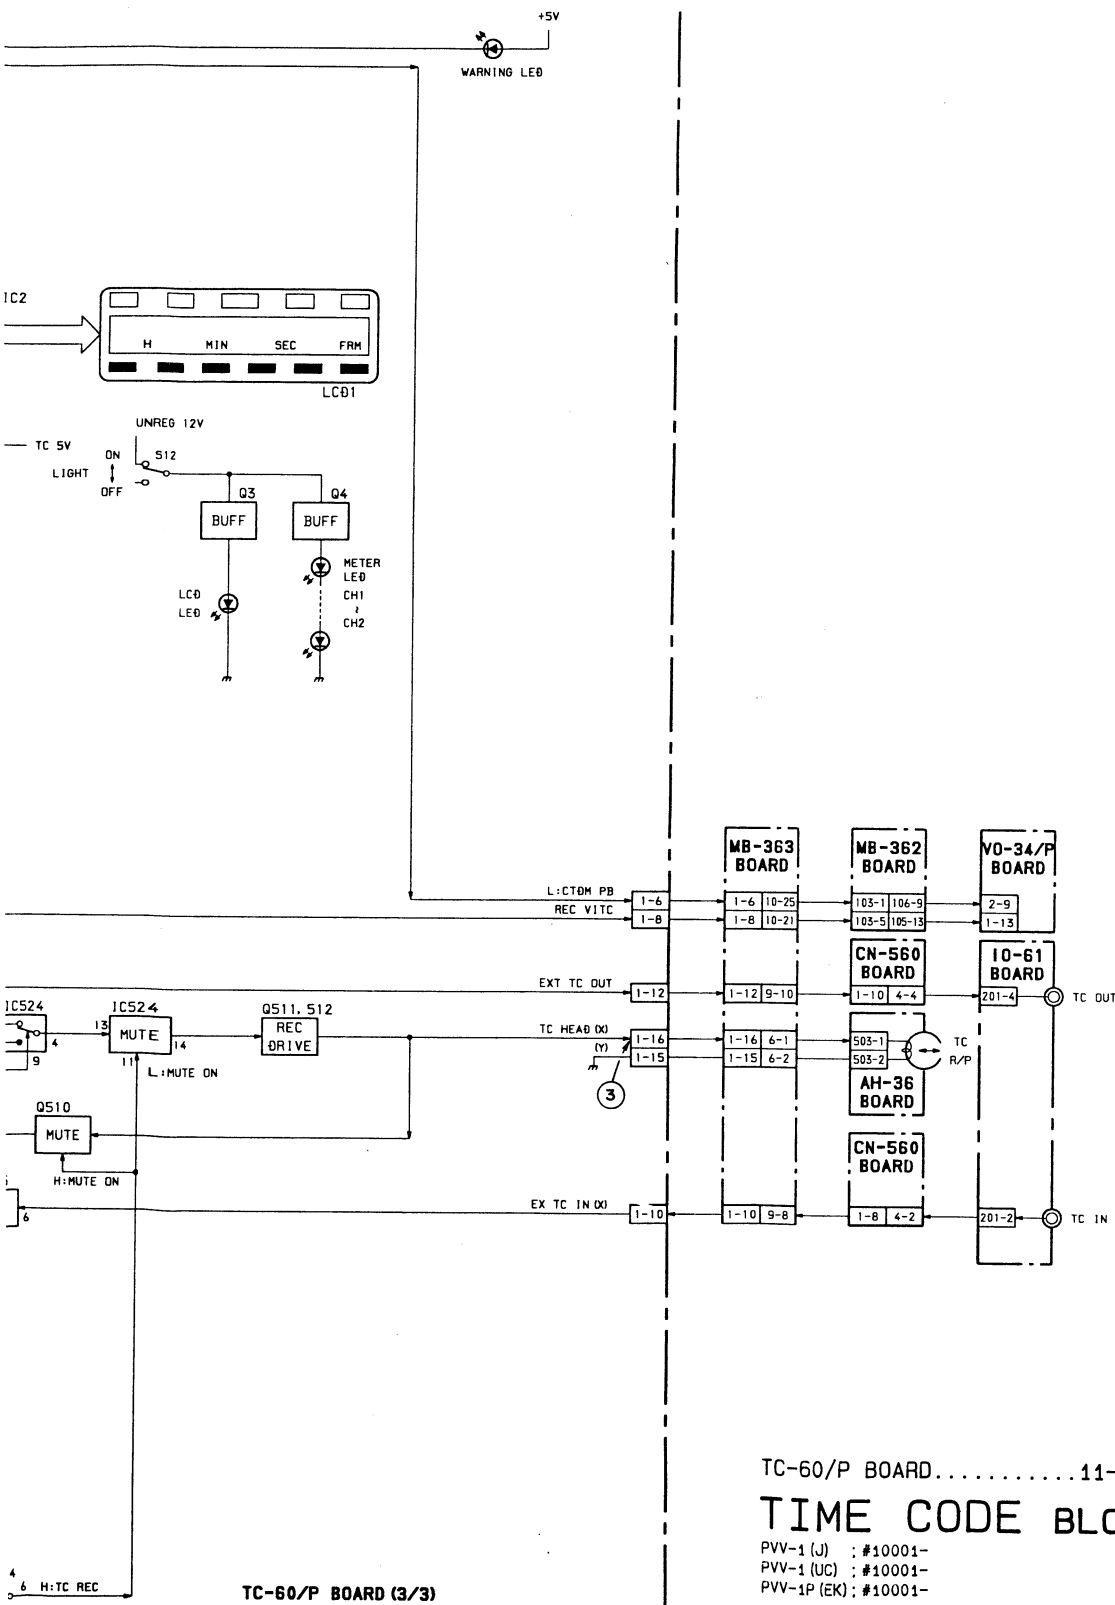 +5V
WARNING LED
IC2
H MIN SEC FRM
LCD1
UNREG 12V
TC 5V
ON S12
LIGHT
OFF
Q3 Q4
BUFF BUFF
METER
LED
LCD
LED
CH1
~
CH2
MB-363
BOARD
MB-362
BOARD
VO-34/P
BOARD
L:CTDM PB 1-6 1-6 10-25 103-1 106-9 2-9
REC VITC 1-8 1-8 10-21 103-5 105-13 1-13
CN-560
BOARD
IO-61
BOARD
EXT TC OUT 1-12 1-12 9-10 1-10 4-4 201-4 TC OUT
IC524 IC524 Q511, 512
13 MUTE 14 REC
DRIVE
4
9 11 L:MUTE ON
TC HEAD (X) 1-16 1-16 6-1 503-1 TC
(Y) 1-15 1-15 6-2 503-2 R/P
3
AH-36
BOARD
Q510
MUTE
H:MUTE ON
CN-560
BOARD
6 EX TC IN (X) 1-10 1-10 9-8 1-8 4-2 201-2 TC IN
TC-60/P BOARD............11-
TIME CODE BLO
PVV-1 (J) ; #10001-
PVV-1 (UC) ; #10001-
PVV-1P (EK) ; #10001-
4
6 H:TC REC
TC-60/P BOARD (3/3)